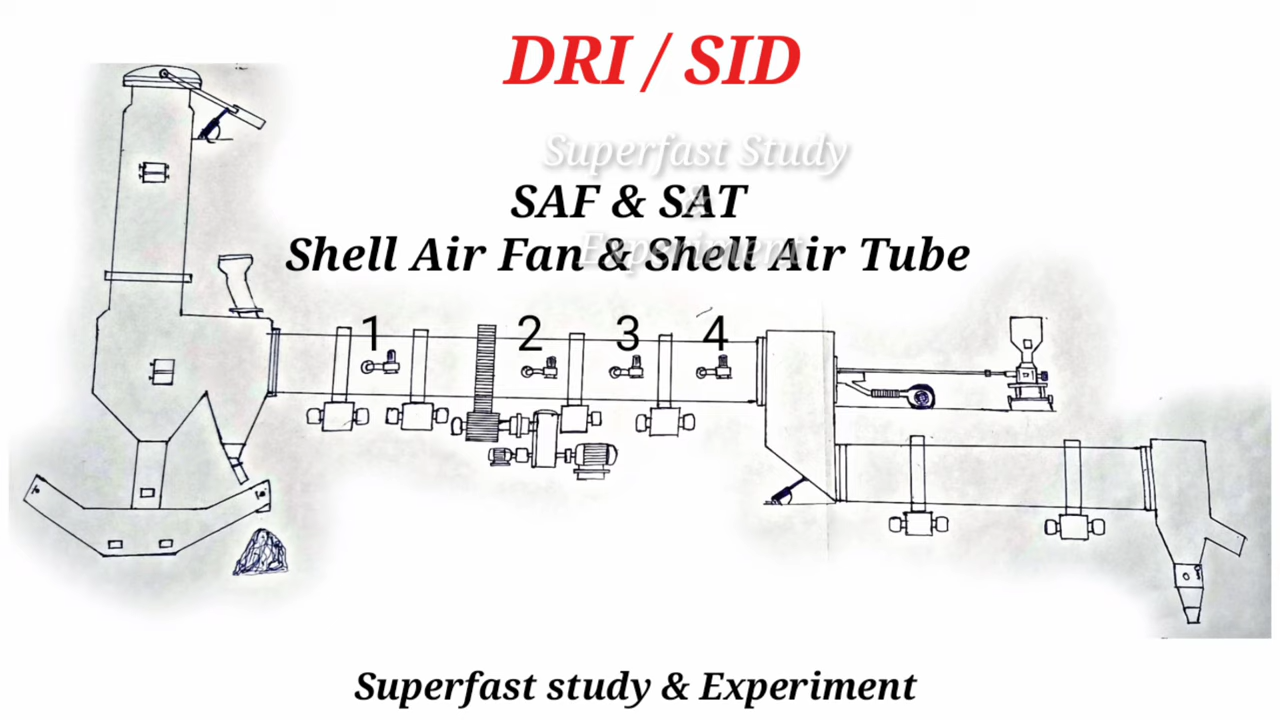 DRI / SID
Superfast Study
&
Experiment
SAF & SAT
Shell Air Fan & Shell Air Tube
1 2 3 4
Superfast study & Experiment